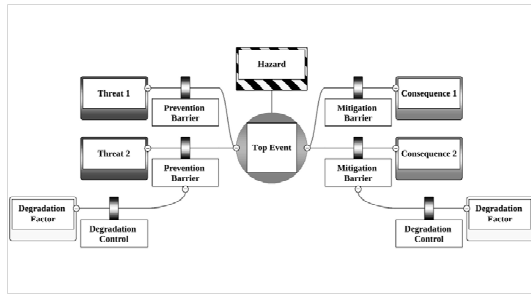 Hazard
Threat 1
Consequence 1
Prevention
Barrier
Mitigation
Barrier
Threat 2
Top Event
Consequence 2
Prevention
Barrier
Mitigation
Barrier
Degradation
Factor
Degradation
Control
Degradation
Control
Degradation
Factor